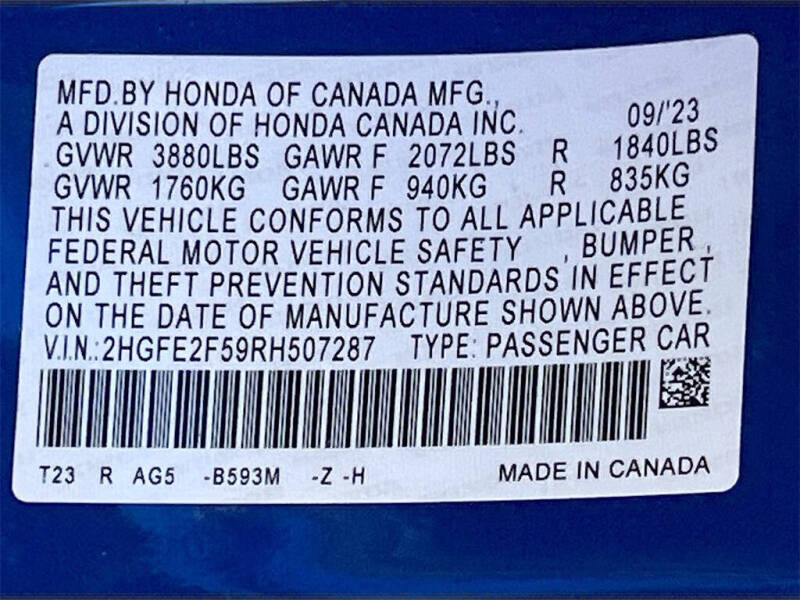 MFD.BY HONDA OF CANADA MFG.,
A DIVISION OF HONDA CANADA INC. 09/'23
GVWR 3880LBS GAWR F 2072LBS R 1840LBS
GVWR 1760KG GAWR F 940KG R 835KG
THIS VEHICLE CONFORMS TO ALL APPLICABLE
FEDERAL MOTOR VEHICLE SAFETY , BUMPER ,
AND THEFT PREVENTION STANDARDS IN EFFECT
ON THE DATE OF MANUFACTURE SHOWN ABOVE.
V.I.N.:2HGFE2F59RH507287 TYPE: PASSENGER CAR
T23 R AG5 -B593M -Z -H MADE IN CANADA